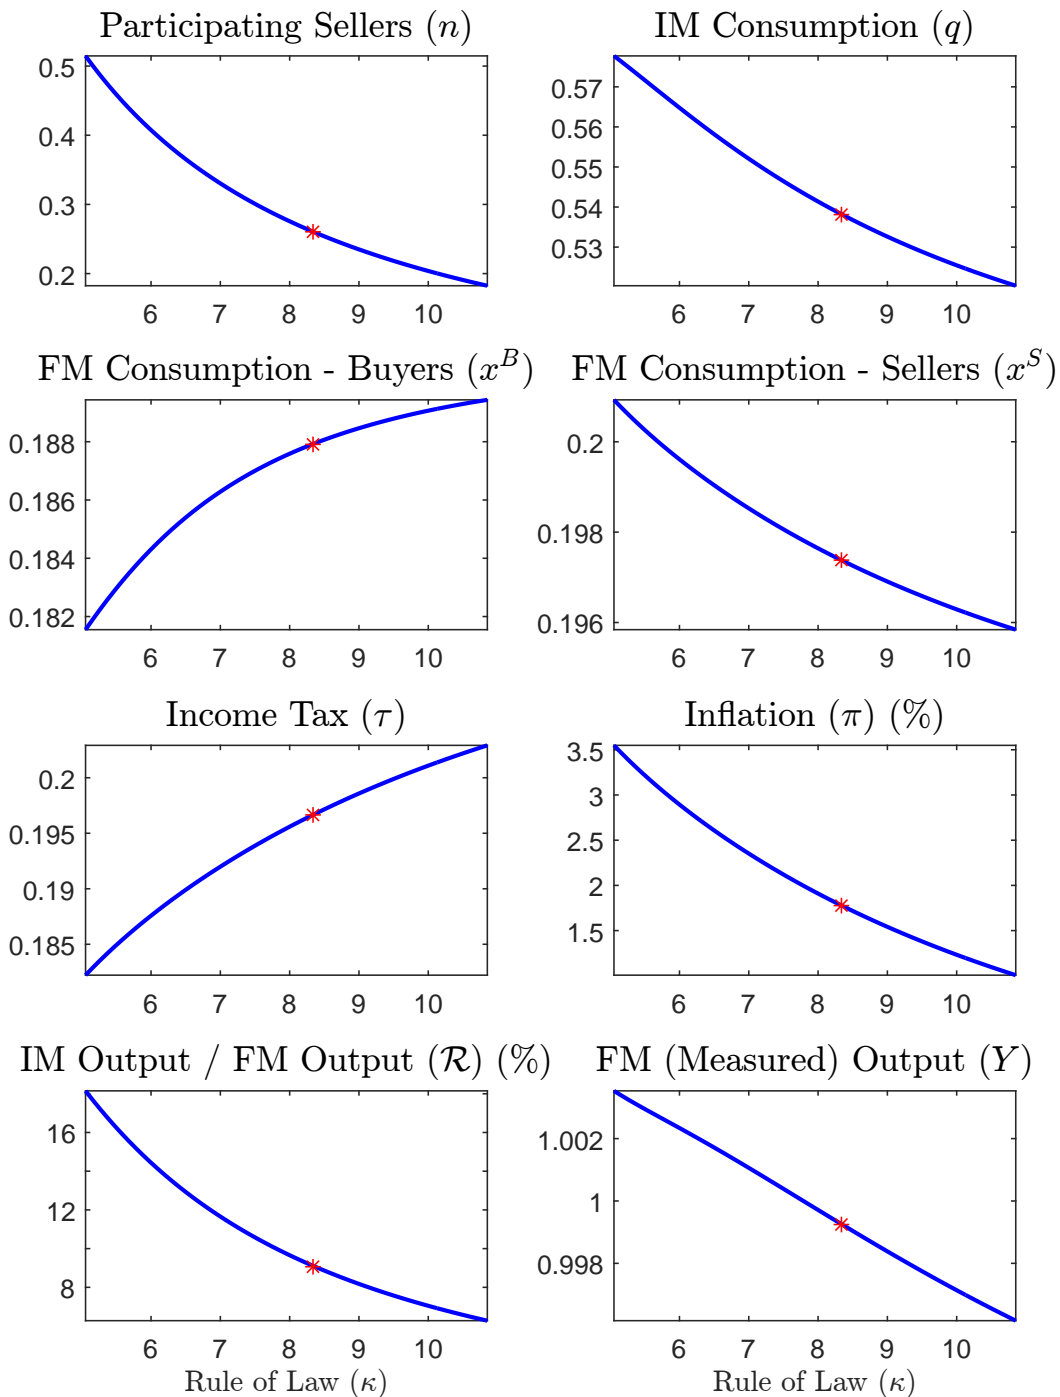 Participating Sellers (n)
0.5
0.4
0.3
0.2
6 7 8 9 10
IM Consumption (q)
0.57
0.56
0.55
0.54
0.53
6 7 8 9 10
FM Consumption - Buyers (x^B)
0.188
0.186
0.184
0.182
6 7 8 9 10
FM Consumption - Sellers (x^S)
0.2
0.198
0.196
6 7 8 9 10
Income Tax (τ)
0.2
0.195
0.19
0.185
6 7 8 9 10
Inflation (π) (%)
3.5
3
2.5
2
1.5
6 7 8 9 10
IM Output / FM Output (ℛ) (%)
16
12
8
6 7 8 9 10
Rule of Law (κ)
FM (Measured) Output (Y)
1.002
1
0.998
6 7 8 9 10
Rule of Law (κ)